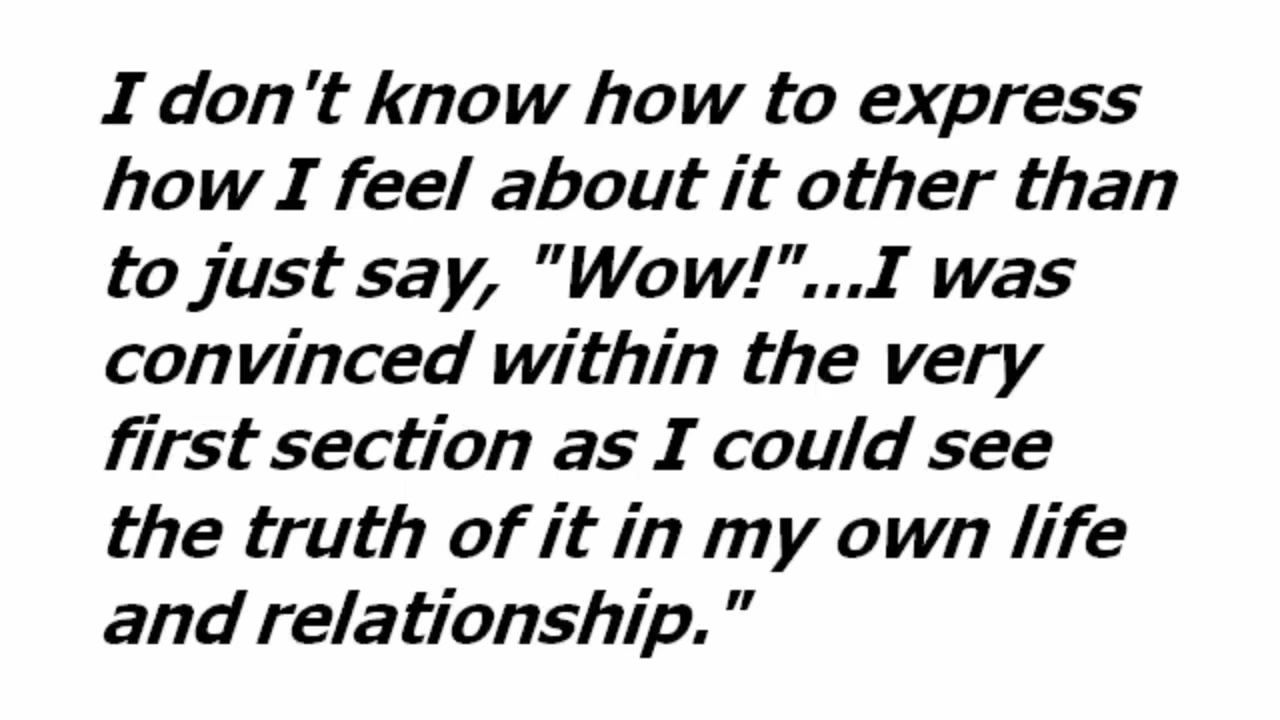 I don't know how to express
how I feel about it other than
to just say, "Wow!"...I was
convinced within the very
first section as I could see
the truth of it in my own life
and relationship."